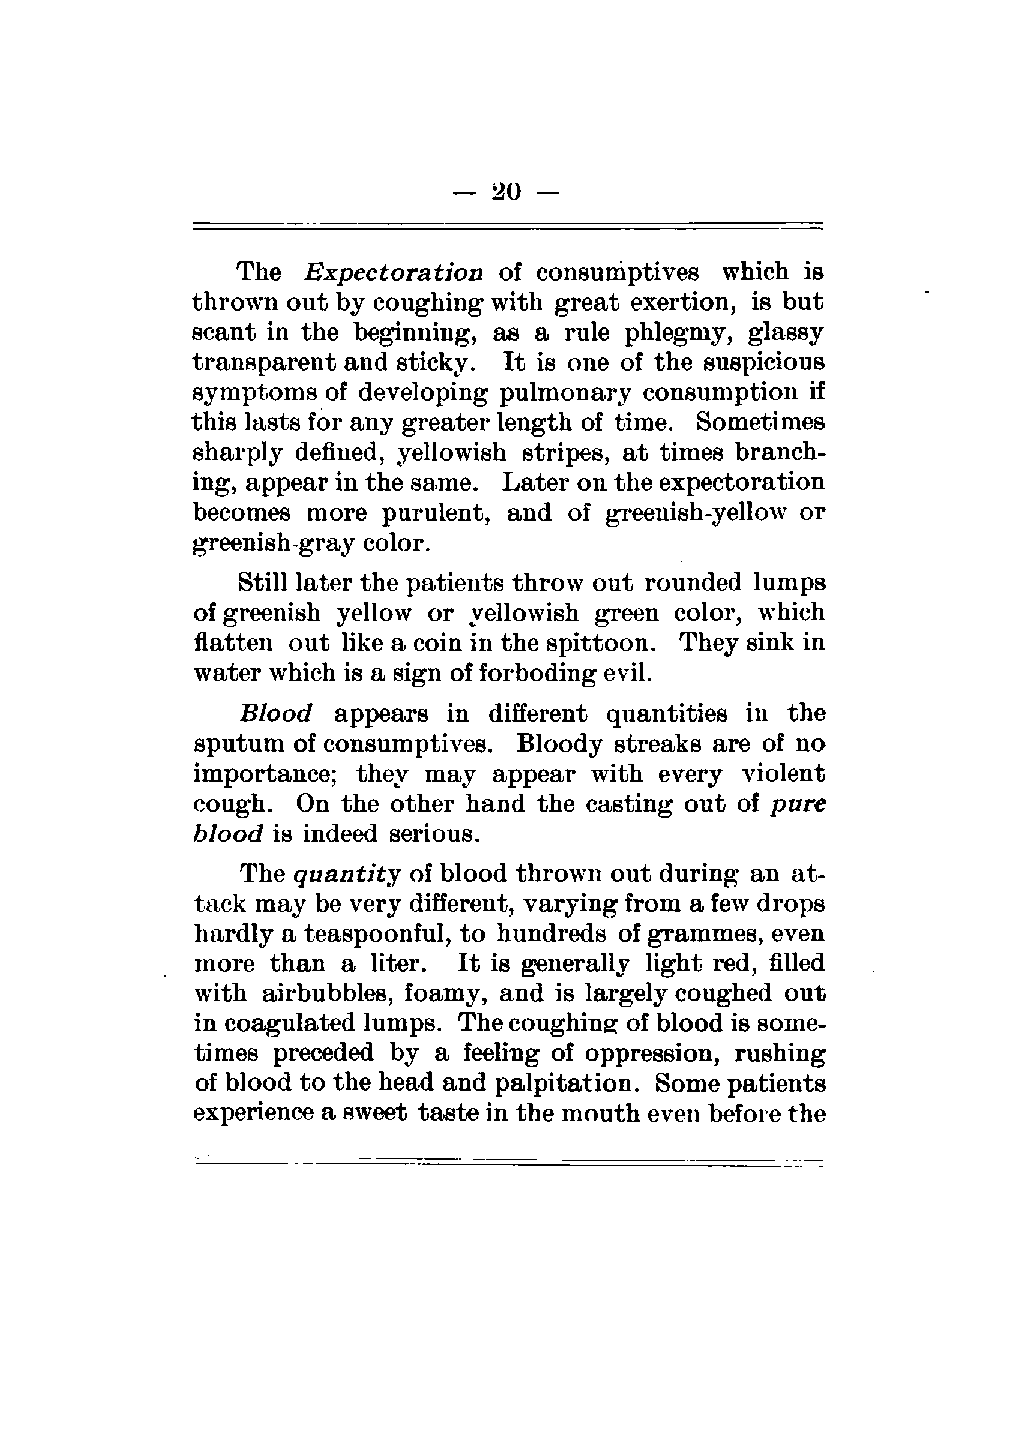 — 20 —
The Expectoration of consumptives which is
thrown out by coughing with great exertion, is but
scant in the beginning, as a rule phlegmy, glassy
transparent and sticky. It is one of the suspicious
symptoms of developing pulmonary consumption if
this lasts for any greater length of time. Sometimes
sharply defined, yellowish stripes, at times branch-
ing, appear in the same. Later on the expectoration
becomes more purulent, and of greenish-yellow or
greenish-gray color.
Still later the patients throw out rounded lumps
of greenish yellow or yellowish green color, which
flatten out like a coin in the spittoon. They sink in
water which is a sign of forboding evil.
Blood appears in different quantities in the
sputum of consumptives. Bloody streaks are of no
importance; they may appear with every violent
cough. On the other hand the casting out of pure
blood is indeed serious.
The quantity of blood thrown out during an at-
tack may be very different, varying from a few drops
hardly a teaspoonful, to hundreds of grammes, even
more than a liter. It is generally light red, filled
with airbubbles, foamy, and is largely coughed out
in coagulated lumps. The coughing of blood is some-
times preceded by a feeling of oppression, rushing
of blood to the head and palpitation. Some patients
experience a sweet taste in the mouth even before the